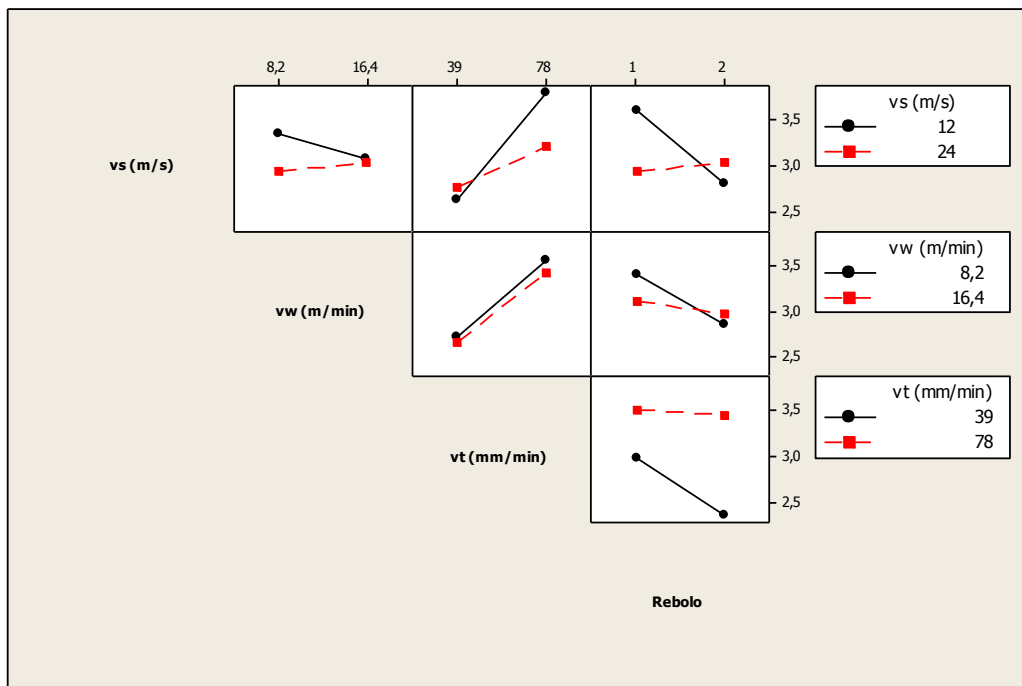 8,2 16,4 39 78 1 2
vs (m/s)
3,5
3,0
2,5
vs (m/s)
12
24
vw (m/min)
3,5
3,0
2,5
vw (m/min)
8,2
16,4
vt (mm/min)
3,5
3,0
2,5
vt (mm/min)
39
78
Rebolo